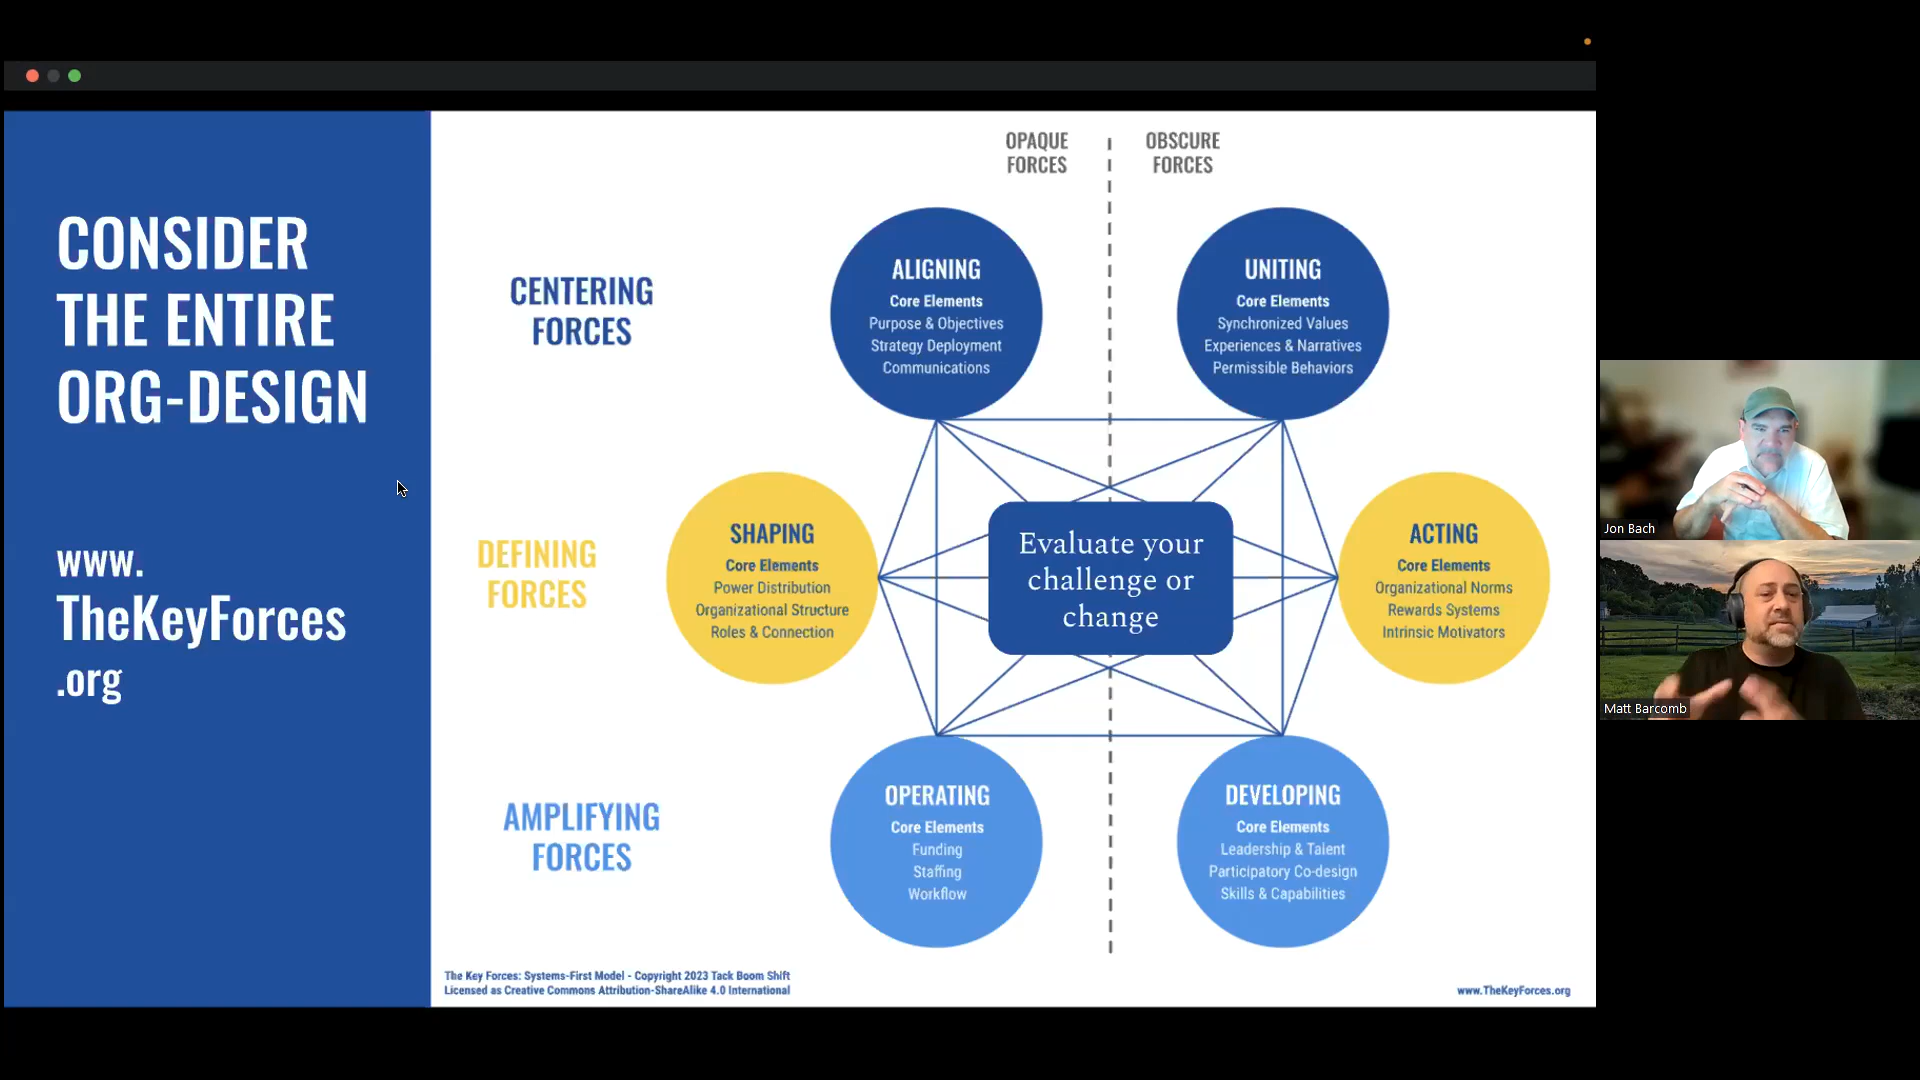 CONSIDER
THE ENTIRE
ORG-DESIGN
www.
TheKeyForces
.org
OPAQUE
FORCES
OBSCURE
FORCES
CENTERING
FORCES
ALIGNING
Core Elements
Purpose & Objectives
Strategy Deployment
Communications
UNITING
Core Elements
Synchronized Values
Experiences & Narratives
Permissible Behaviors
DEFINING
FORCES
SHAPING
Core Elements
Power Distribution
Organizational Structure
Roles & Connection
Evaluate your
challenge or
change
ACTING
Core Elements
Organizational Norms
Rewards Systems
Intrinsic Motivators
AMPLIFYING
FORCES
OPERATING
Core Elements
Funding
Staffing
Workflow
DEVELOPING
Core Elements
Leadership & Talent
Participatory Co-design
Skills & Capabilities
The Key Forces: Systems-First Model - Copyright 2023 Tack Boom Shift
Licensed as Creative Commons Attribution-ShareAlike 4.0 International
www.TheKeyForces.org
Jon Bach
Matt Barcomb